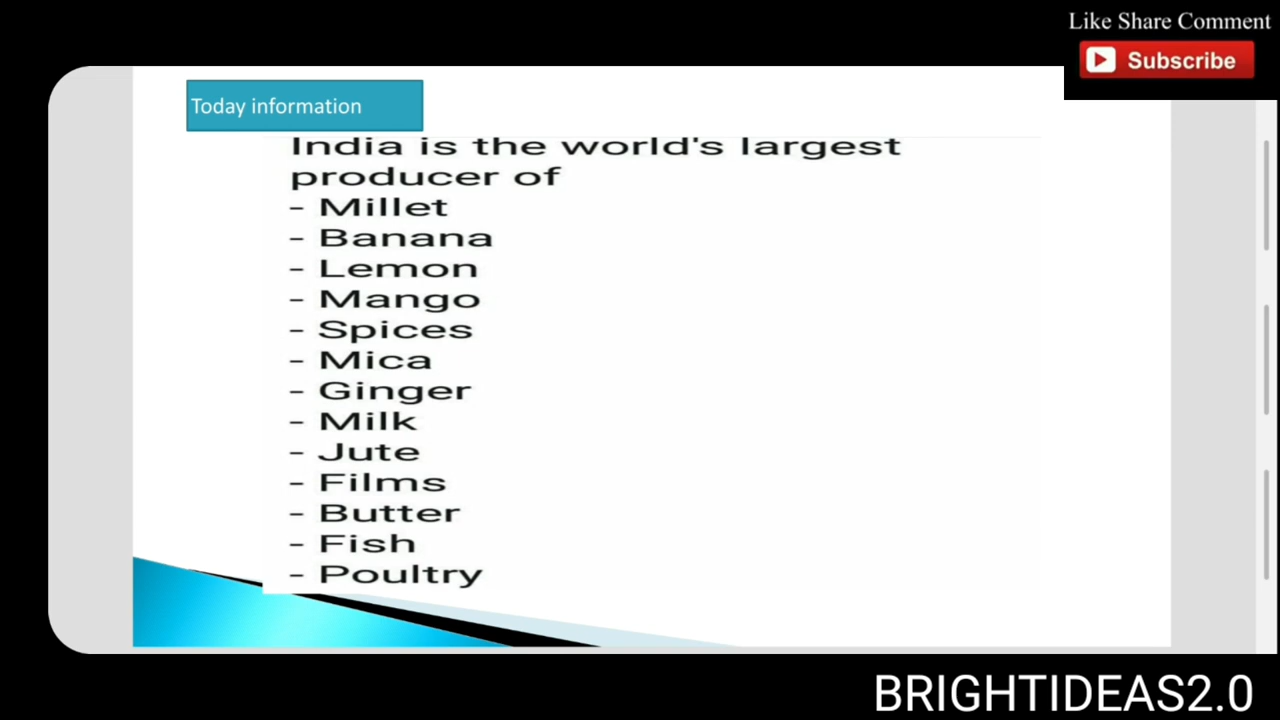 Like Share Comment
Subscribe
Today information
India is the world's largest
producer of
- Millet
- Banana
- Lemon
- Mango
- Spices
- Mica
- Ginger
- Milk
- Jute
- Films
- Butter
- Fish
- Poultry
BRIGHTIDEAS2.0